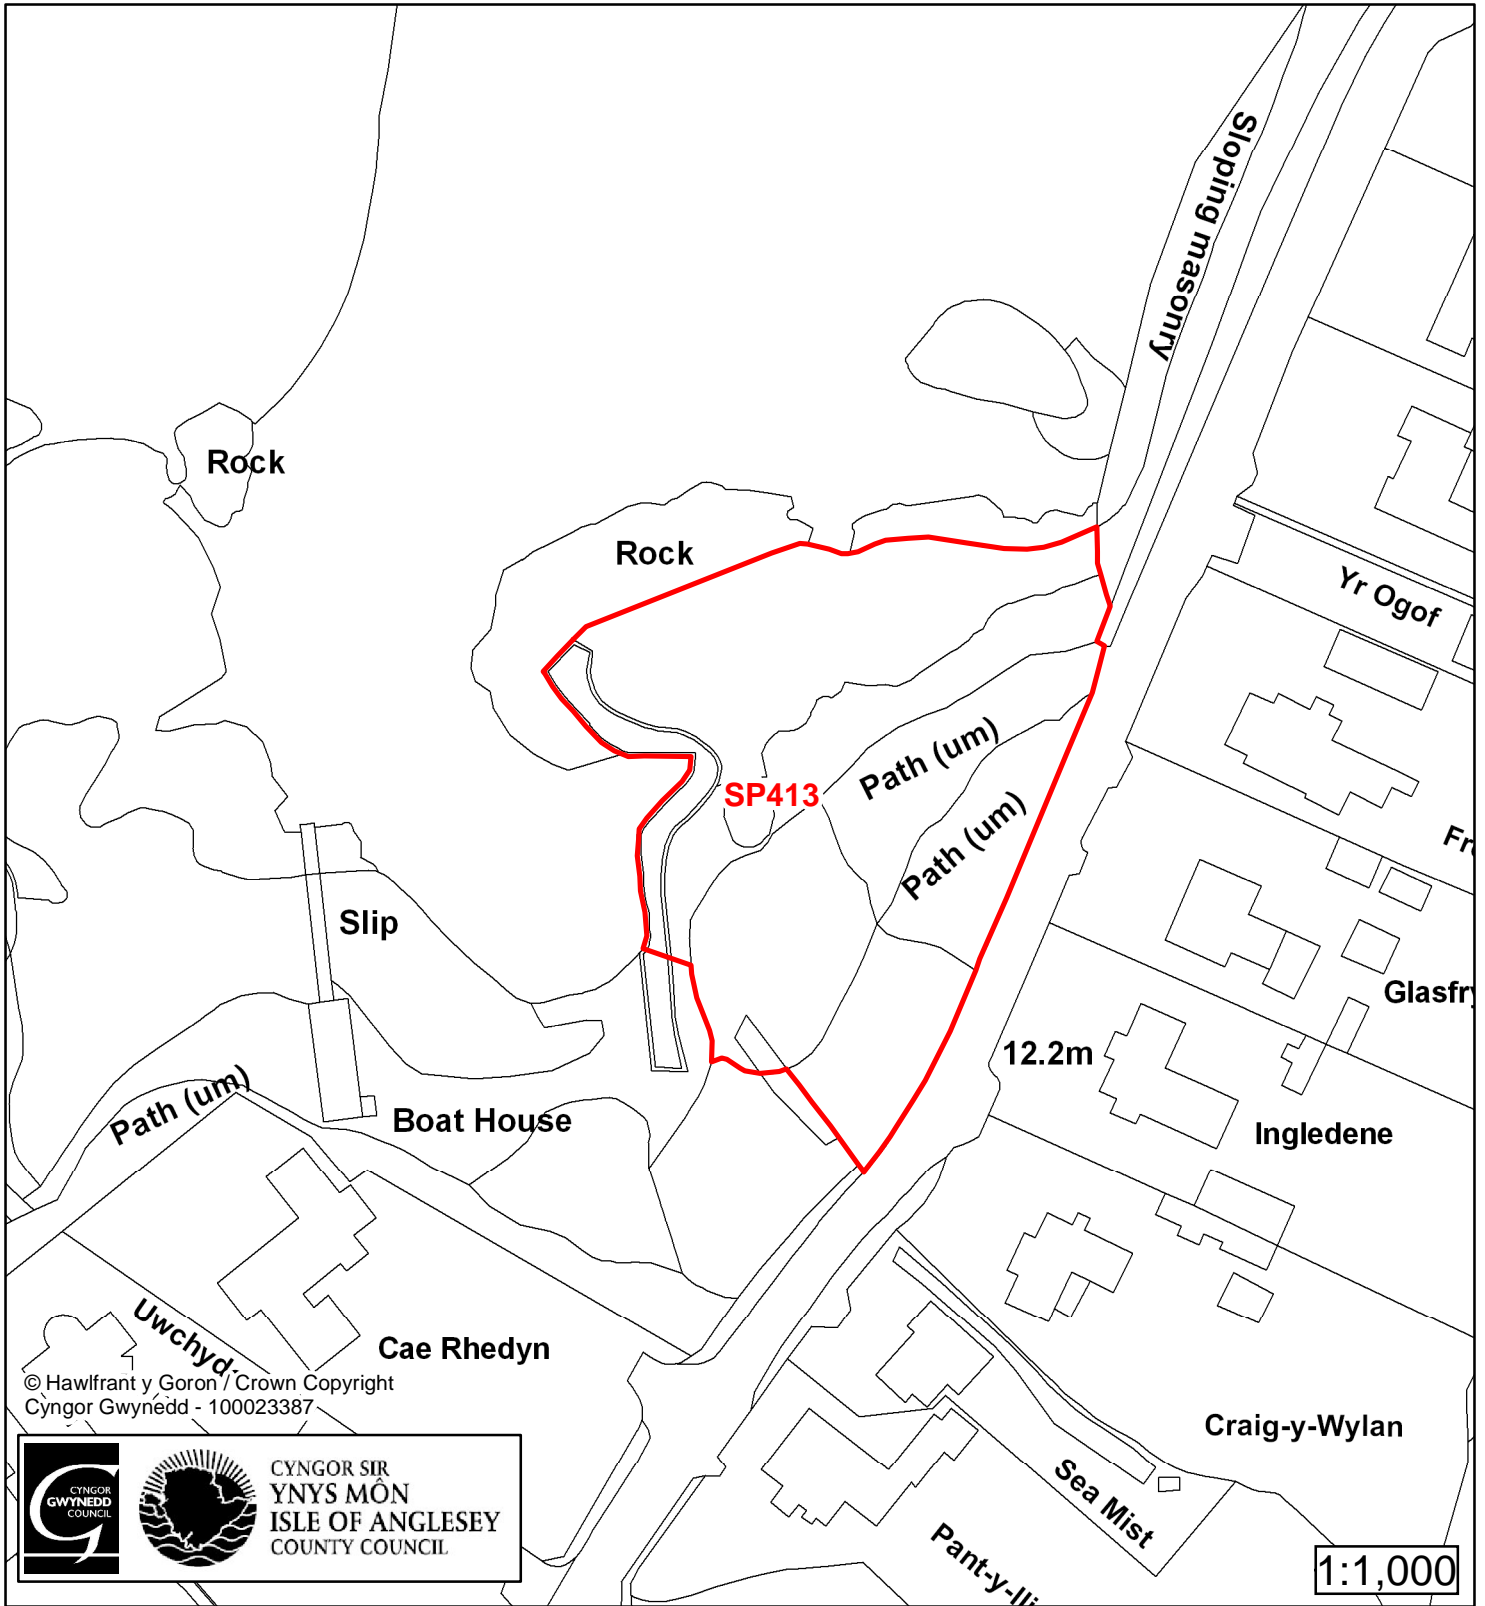 Sloping masonry
Rock
Rock
Yr Ogof
Path (um)
SP413
Path (um)
Slip
Glasfry
12.2m
Path (um)
Boat House
Ingledene
Uwchyd
Cae Rhedyn
© Hawlfraint y Goron / Crown Copyright
Cyngor Gwynedd - 100023387
Craig-y-Wylan
Sea Mist
CYNGOR
GWYNEDD
COUNCIL
CYNGOR SIR
YNYS MÔN
ISLE OF ANGLESEY
COUNTY COUNCIL
1:1,000